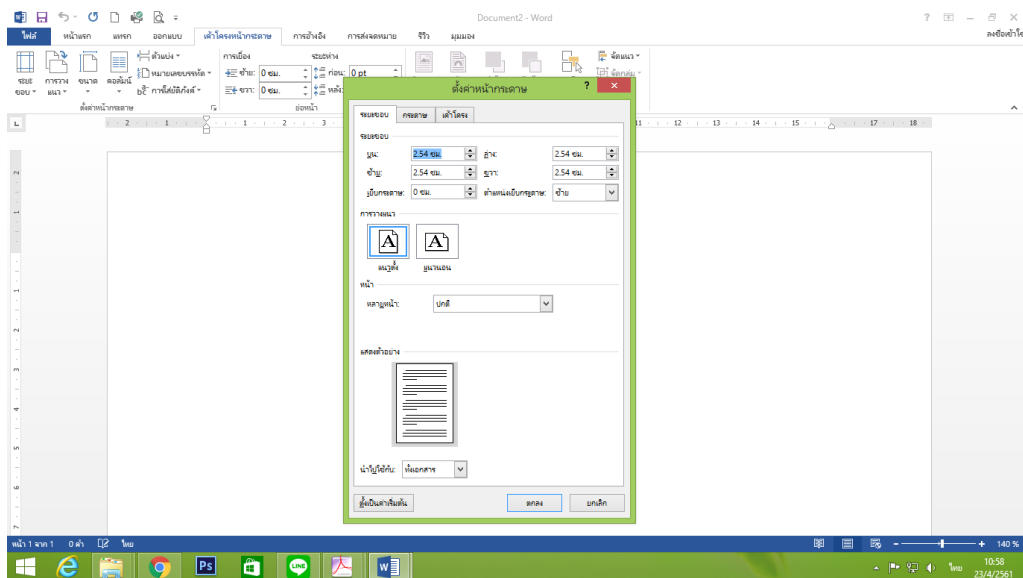 Document2 - Word
ไฟล์ หน้าแรก แทรก ออกแบบ เค้าโครงหน้ากระดาษ การอ้างอิง การส่งจดหมาย รีวิว มุมมอง
ระยะขอบ การวางแนว ขนาด คอลัมน์
ตัวแบ่ง
หมายเลขบรรทัด
bc การใส่ยัติภังค์
ตั้งค่าหน้ากระดาษ
การเยื้อง ระยะห่าง
ซ้าย: 0 ซม. ก่อน: 0 pt
ขวา: 0 ซม. หลัง:
ย่อหน้า
จัดแนว
จัดกลุ่ม
ตั้งค่าหน้ากระดาษ ? ×
ระยะขอบ กระดาษ เค้าโครง
ระยะขอบ
บน: 2.54 ซม. ล่าง: 2.54 ซม.
ซ้าย: 2.54 ซม. ขวา: 2.54 ซม.
เย็บกระดาษ: 0 ซม. ตำแหน่งเย็บกระดาษ: ซ้าย
การวางแนว
A A
แนวตั้ง แนวนอน
หน้า
หลายหน้า: ปกติ
แสดงตัวอย่าง
นำไปใช้กับ: ทั้งเอกสาร
ตั้งเป็นค่าเริ่มต้น ตกลง ยกเลิก
หน้า 1 จาก 1 0 คำ ไทย 140 %
Ps LINE W
ไทย 10:58
23/4/2561